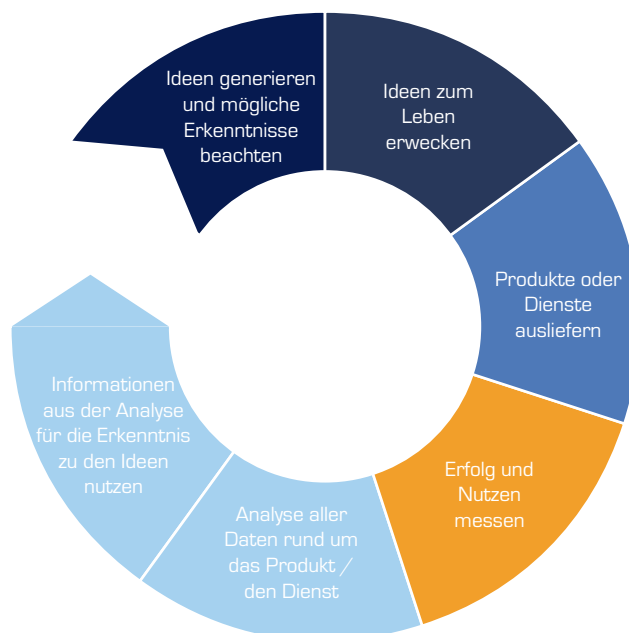 Ideen generieren
und mögliche
Erkenntnisse
beachten
Ideen zum
Leben
erwecken
Produkte oder
Dienste
ausliefern
Erfolg und
Nutzen
messen
Analyse aller
Daten rund um
das Produkt /
den Dienst
Informationen
aus der Analyse
für die Erkenntnis
zu den Ideen
nutzen